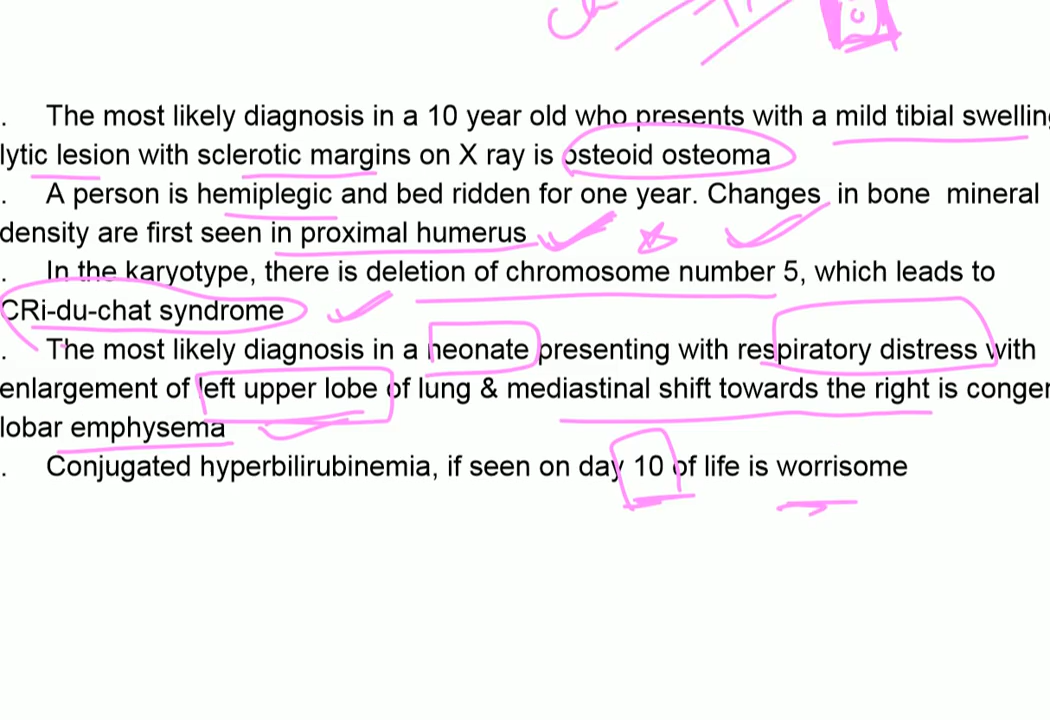 . The most likely diagnosis in a 10 year old who presents with a mild tibial swelling
lytic lesion with sclerotic margins on X ray is osteoid osteoma
. A person is hemiplegic and bed ridden for one year. Changes in bone mineral
density are first seen in proximal humerus
. In the karyotype, there is deletion of chromosome number 5, which leads to
CRi-du-chat syndrome
. The most likely diagnosis in a neonate presenting with respiratory distress with
enlargement of left upper lobe of lung & mediastinal shift towards the right is conger
lobar emphysema
. Conjugated hyperbilirubinemia, if seen on day 10 of life is worrisome